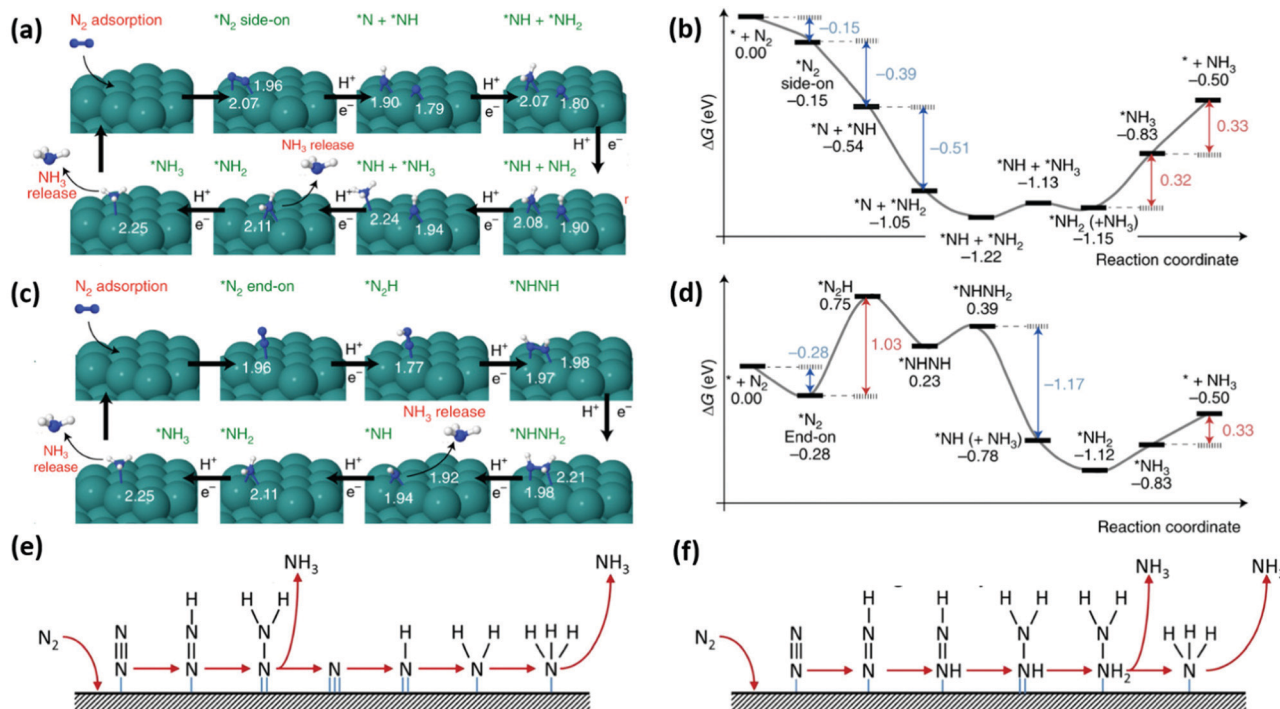 (a)
N₂ adsorption
*N₂ side-on
*N + *NH
*NH + *NH₂
1.96
2.07
H⁺
e⁻
1.90
1.79
H⁺
e⁻
2.07
1.80
NH₃ release
H⁺
e⁻
*NH₃
*NH₂
*NH + *NH₃
*NH + NH₂
NH₃
release
2.25
H⁺
e⁻
2.11
H⁺
e⁻
2.24
1.94
H⁺
e⁻
2.08
1.90
(b)
ΔG (eV)
* + N₂
0.00
−0.15
*N₂
side-on
−0.15
−0.39
*N + *NH
−0.54
−0.51
*N + *NH₂
−1.05
*NH + *NH₂
−1.22
*NH + *NH₃
−1.13
*NH₂ (+NH₃)
−1.15
0.32
*NH₃
−0.83
0.33
* + NH₃
−0.50
Reaction coordinate
(c)
N₂ adsorption
*N₂ end-on
*N₂H
*NHNH
1.96
H⁺
e⁻
1.77
H⁺
e⁻
1.98
1.97
NH₃ release
H⁺
e⁻
*NH₃
*NH₂
*NH
*NHNH₂
NH₃
release
2.25
H⁺
e⁻
2.11
H⁺
e⁻
1.92
1.94
H⁺
e⁻
2.21
1.98
(d)
ΔG (eV)
* + N₂
0.00
−0.28
*N₂
End-on
−0.28
*N₂H
0.75
1.03
*NHNH
0.23
*NHNH₂
0.39
−1.17
*NH (+ NH₃)
−0.78
*NH₂
−1.12
*NH₃
−0.83
0.33
* + NH₃
−0.50
Reaction coordinate
(e)
NH₃
NH₃
H
H H
N₂
N
N
N
H
H H
H H H
N
N
N
N
N
N
(f)
NH₃
H
H
H H
H H
N₂
N
N
N
N
N
H H H
N
N
NH
NH
NH₂
N